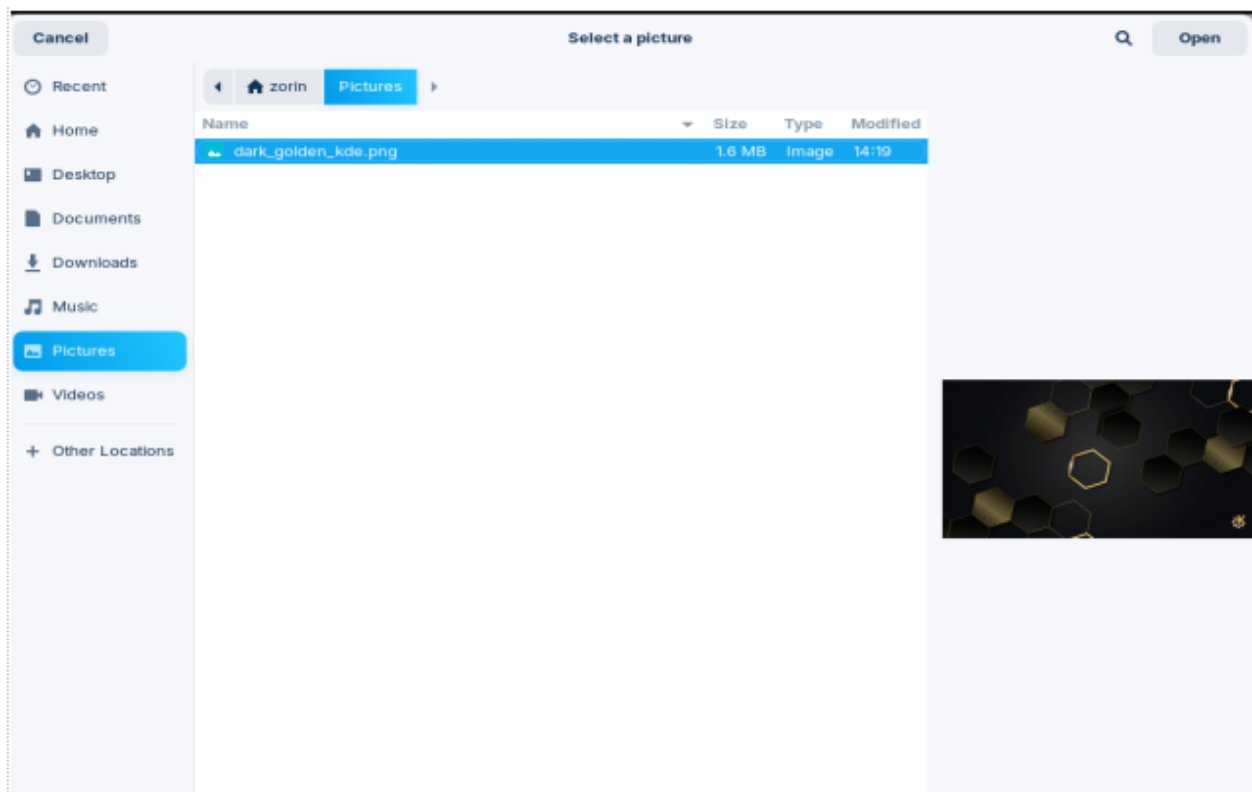 Cancel
Select a picture
Open
Recent
Home
Desktop
Documents
Downloads
Music
Pictures
Videos
Other Locations
zorin
Pictures
Name Size Type Modified
dark_golden_kde.png 1.6 MB Image 14:19